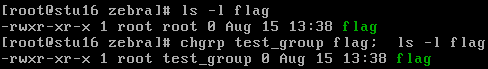 [root@stu16 zebra]# ls -l flag
-rwxr-xr-x 1 root root 0 Aug 15 13:38 flag
[root@stu16 zebra]# chgrp test_group flag;  ls -l flag
-rwxr-xr-x 1 root test_group 0 Aug 15 13:38 flag